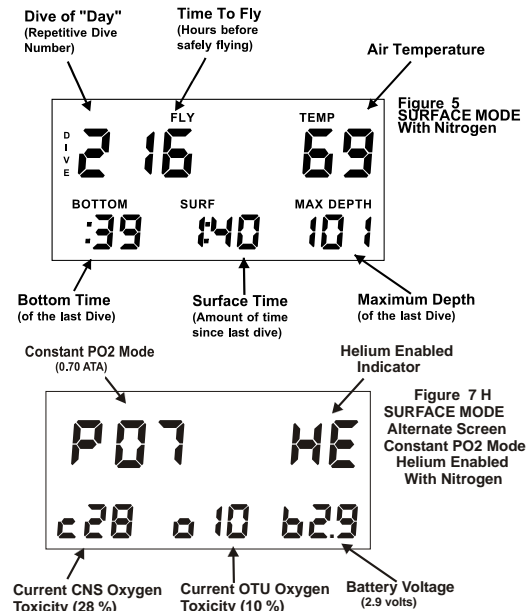 Dive of "Day"
(Repetitive Dive
Number)
Time To Fly
(Hours before
safely flying)
Air Temperature
Figure 5
SURFACE MODE
With Nitrogen
DIVE
FLY
TEMP
2 16 69
BOTTOM SURF MAX DEPTH
:39 1:40 101
Bottom Time
(of the last Dive)
Surface Time
(Amount of time
since last dive)
Maximum Depth
(of the last Dive)
Constant PO2 Mode
(0.70 ATA)
Helium Enabled
Indicator
Figure 7 H
SURFACE MODE
Alternate Screen
Constant PO2 Mode
Helium Enabled
With Nitrogen
P07 HE
c28 o 10 b2.9
Current CNS Oxygen
Toxicity (28 %)
Current OTU Oxygen
Toxicity (10 %)
Battery Voltage
(2.9 volts)